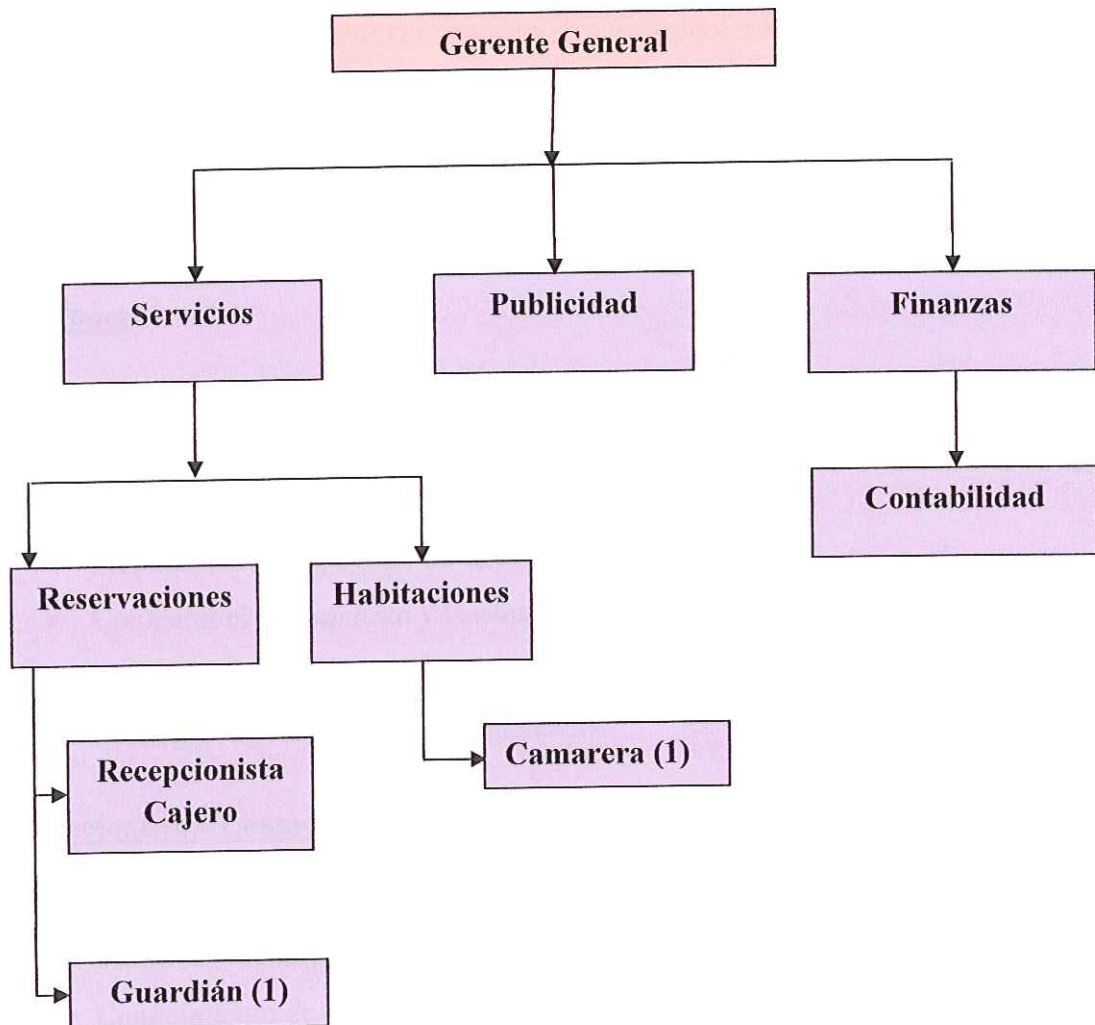 Gerente General
Servicios
Publicidad
Finanzas
Contabilidad
Reservaciones
Habitaciones
Recepcionista
Cajero
Camarera (1)
Guardián (1)